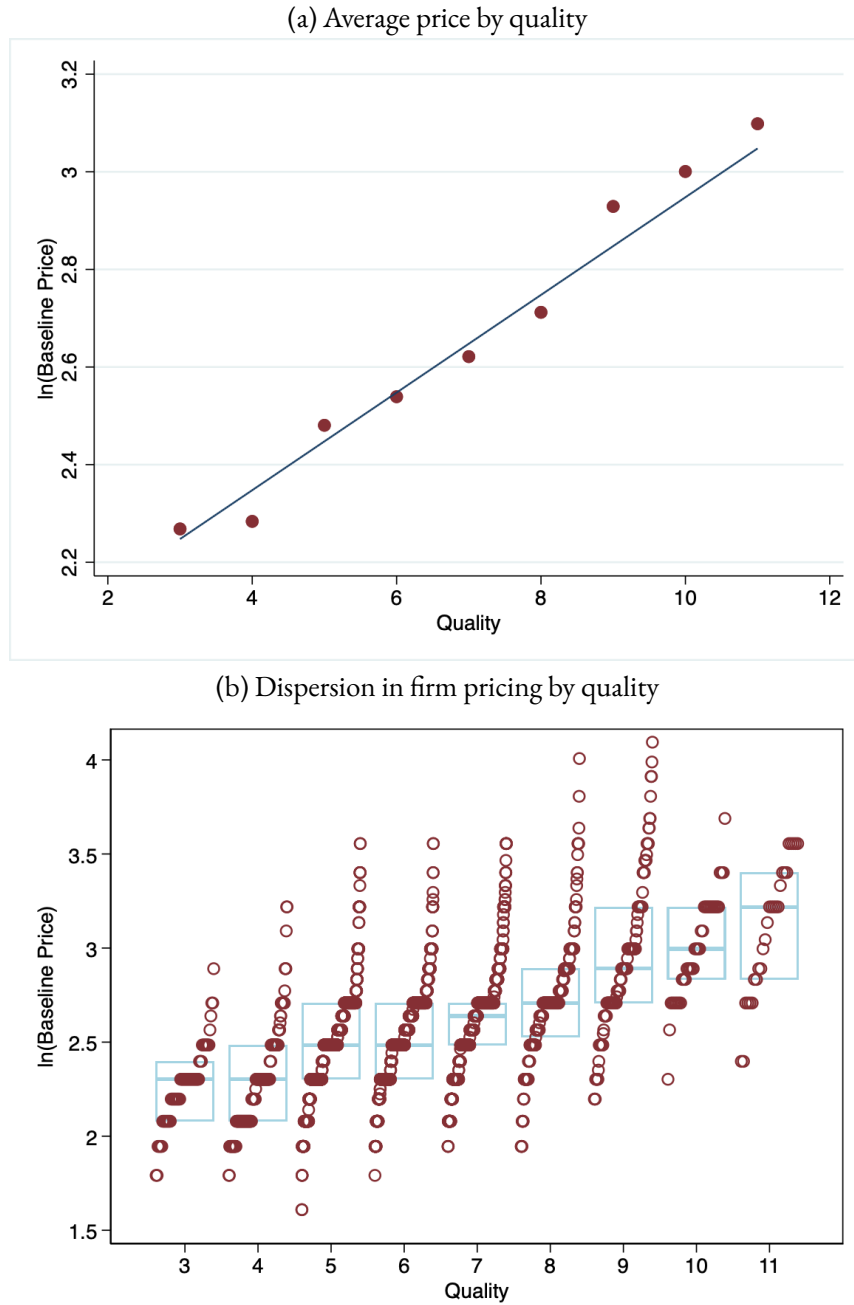 (a) Average price by quality
3.2
3
2.8
2.6
2.4
2.2
ln(Baseline Price)
2 4 6 8 10 12
Quality
(b) Dispersion in firm pricing by quality
4
3.5
3
2.5
2
1.5
ln(Baseline Price)
3 4 5 6 7 8 9 10 11
Quality